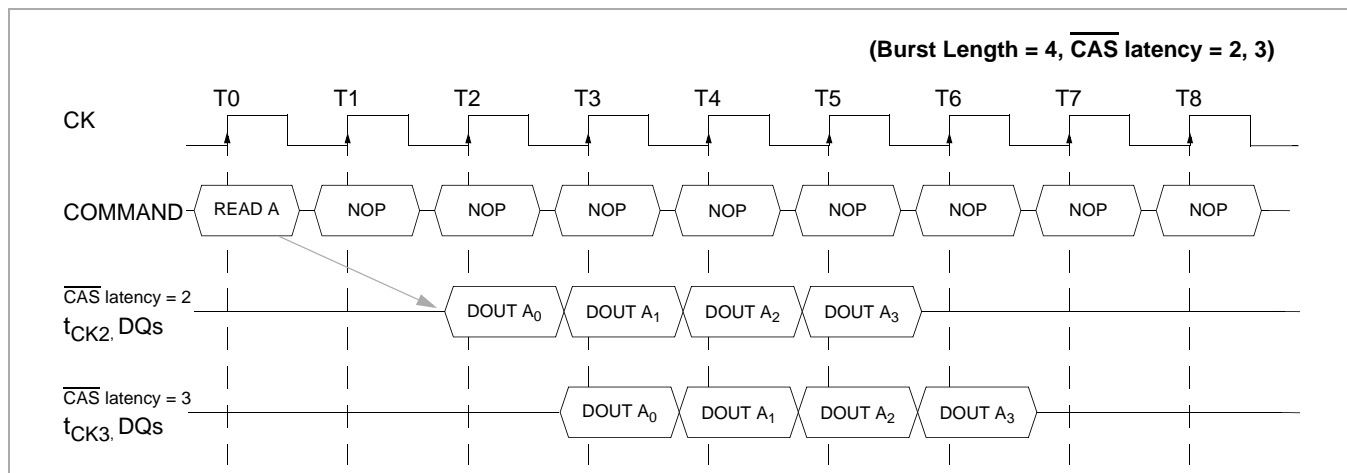 (Burst Length = 4, CAS latency = 2, 3)
T0 T1 T2 T3 T4 T5 T6 T7 T8
CK
COMMAND READ A NOP NOP NOP NOP NOP NOP NOP NOP
CAS latency = 2
tCK2, DQs DOUT A0 DOUT A1 DOUT A2 DOUT A3
CAS latency = 3
tCK3, DQs DOUT A0 DOUT A1 DOUT A2 DOUT A3